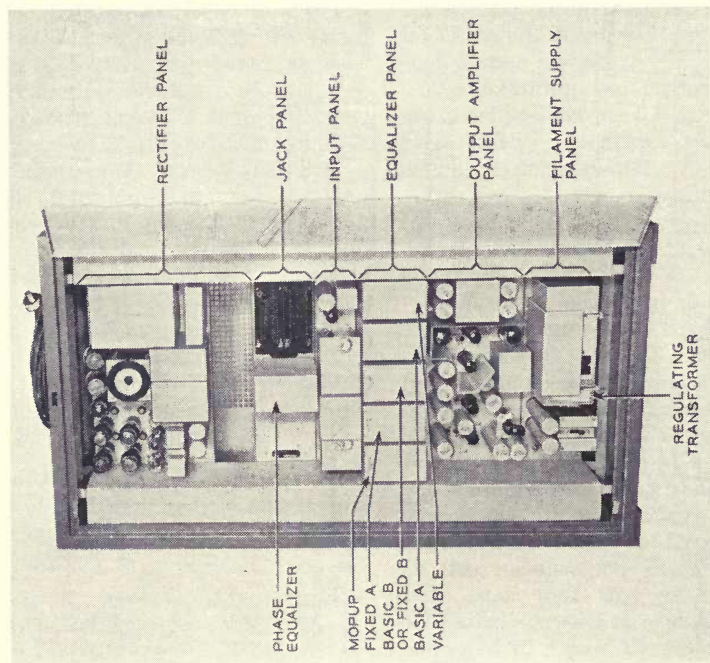 RECTIFIER PANEL
JACK PANEL
INPUT PANEL
EQUALIZER PANEL
OUTPUT AMPLIFIER
PANEL
FILAMENT SUPPLY
PANEL
PHASE
EQUALIZER
MOPUP
FIXED A
BASIC B
OR FIXED B
BASIC A
VARIABLE
REGULATING
TRANSFORMER